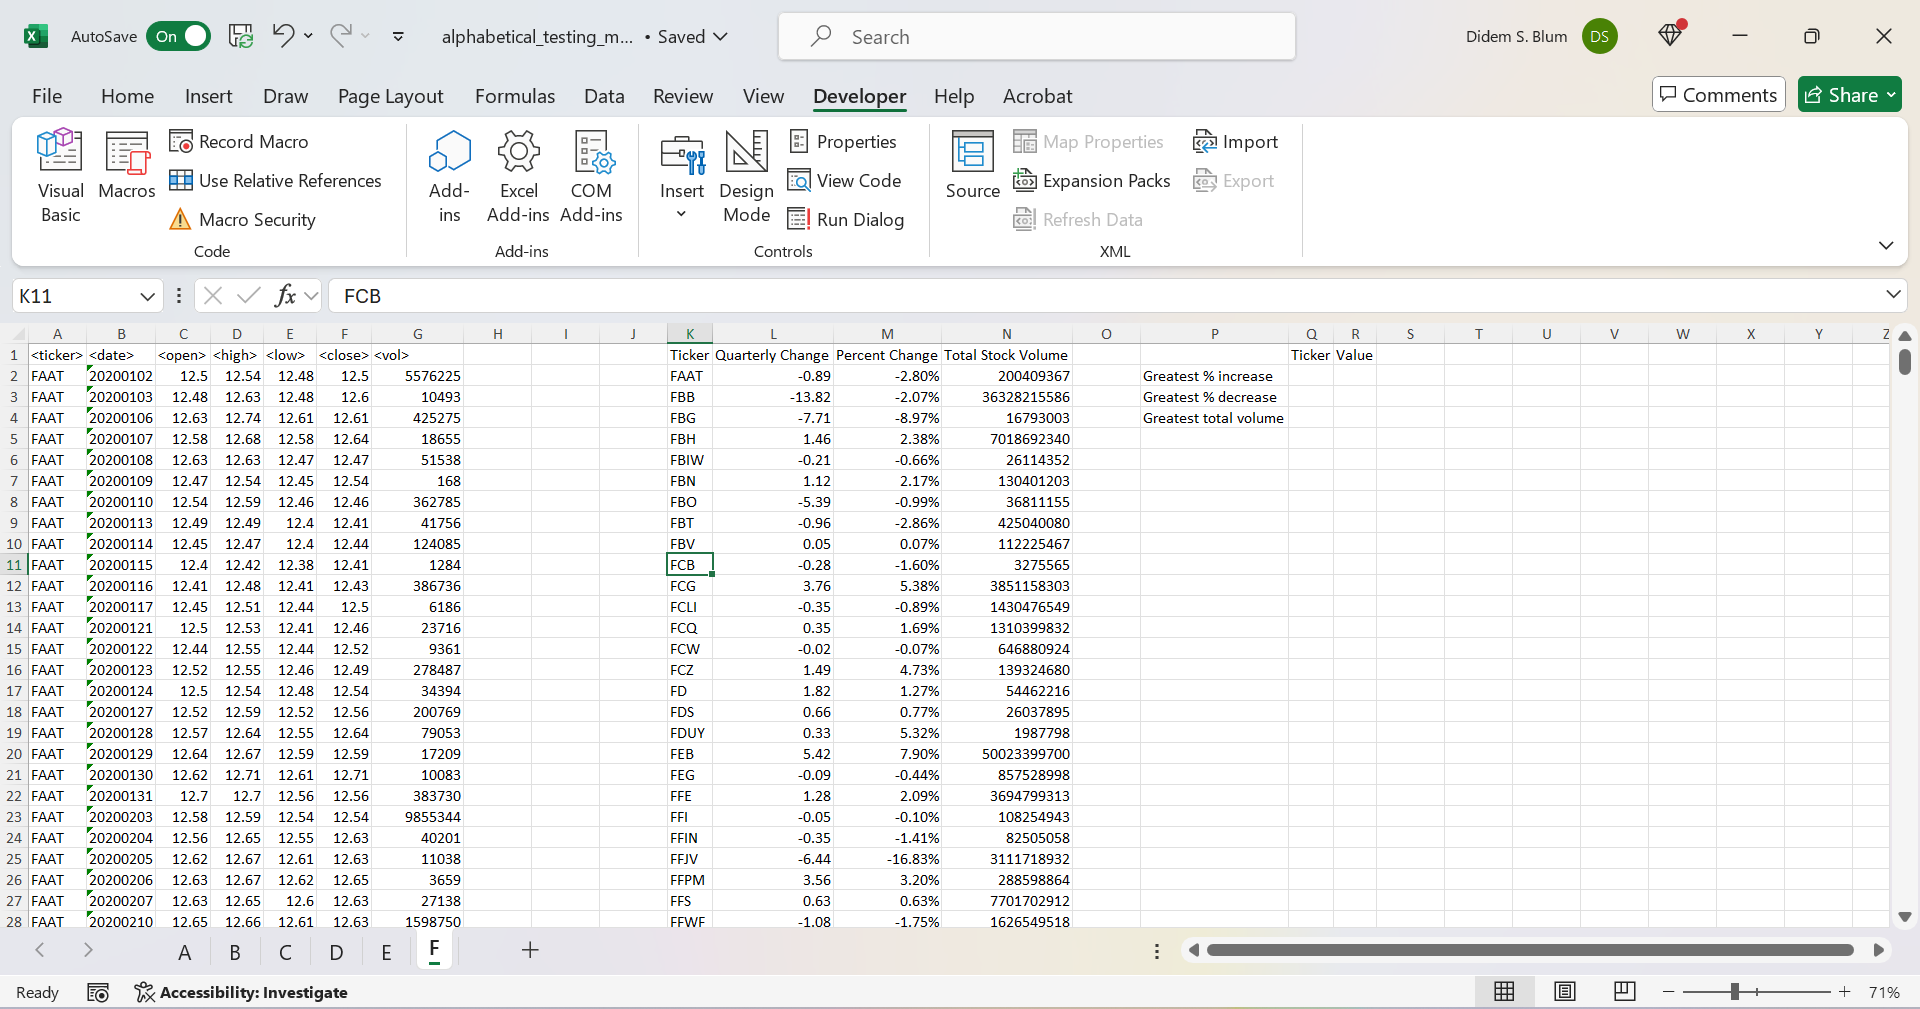 AutoSave On alphabetical_testing_m... • Saved Search Didem S. Blum DS
File Home Insert Draw Page Layout Formulas Data Review View Developer Help Acrobat Comments Share
Visual Basic Macros Record Macro Use Relative References Macro Security
Code
Add-ins Excel Add-ins COM Add-ins
Add-ins
Insert Design Mode Properties View Code Run Dialog
Controls
Source Map Properties Expansion Packs Refresh Data Import Export
XML
K11 fx FCB
A B C D E F G H I J K L M N O P Q R S T U V W X Y Z
1 <ticker> <date> <open> <high> <low> <close> <vol> Ticker Quarterly Change Percent Change Total Stock Volume Ticker Value
2 FAAT 20200102 12.5 12.54 12.48 12.5 5576225 FAAT -0.89 -2.80% 200409367 Greatest % increase
3 FAAT 20200103 12.48 12.63 12.48 12.6 10493 FBB -13.82 -2.07% 36328215586 Greatest % decrease
4 FAAT 20200106 12.63 12.74 12.61 12.61 425275 FBG -7.71 -8.97% 16793003 Greatest total volume
5 FAAT 20200107 12.58 12.68 12.58 12.64 18655 FBH 1.46 2.38% 7018692340
6 FAAT 20200108 12.63 12.63 12.47 12.47 51538 FBIW -0.21 -0.66% 26114352
7 FAAT 20200109 12.47 12.54 12.45 12.54 168 FBN 1.12 2.17% 130401203
8 FAAT 20200110 12.54 12.59 12.46 12.46 362785 FBO -5.39 -0.99% 36811155
9 FAAT 20200113 12.49 12.49 12.4 12.41 41756 FBT -0.96 -2.86% 425040080
10 FAAT 20200114 12.45 12.47 12.4 12.44 124085 FBV 0.05 0.07% 112225467
11 FAAT 20200115 12.4 12.42 12.38 12.41 1284 FCB -0.28 -1.60% 3275565
12 FAAT 20200116 12.41 12.48 12.41 12.43 386736 FCG 3.76 5.38% 3851158303
13 FAAT 20200117 12.45 12.51 12.44 12.5 6186 FCLI -0.35 -0.89% 1430476549
14 FAAT 20200121 12.5 12.53 12.41 12.46 23716 FCQ 0.35 1.69% 1310399832
15 FAAT 20200122 12.44 12.55 12.44 12.52 9361 FCW -0.02 -0.07% 646880924
16 FAAT 20200123 12.52 12.55 12.46 12.49 278487 FCZ 1.49 4.73% 139324680
17 FAAT 20200124 12.5 12.54 12.48 12.54 34394 FD 1.82 1.27% 54462216
18 FAAT 20200127 12.52 12.59 12.52 12.56 200769 FDS 0.66 0.77% 26037895
19 FAAT 20200128 12.57 12.64 12.55 12.64 79053 FDUY 0.33 5.32% 1987798
20 FAAT 20200129 12.64 12.67 12.59 12.59 17209 FEB 5.42 7.90% 50023399700
21 FAAT 20200130 12.62 12.71 12.61 12.71 10083 FEG -0.09 -0.44% 857528998
22 FAAT 20200131 12.7 12.7 12.56 12.56 383730 FFE 1.28 2.09% 3694799313
23 FAAT 20200203 12.58 12.59 12.54 12.54 9855344 FFI -0.05 -0.10% 108254943
24 FAAT 20200204 12.56 12.65 12.55 12.63 40201 FFIN -0.35 -1.41% 82505058
25 FAAT 20200205 12.62 12.67 12.61 12.63 11038 FFJV -6.44 -16.83% 3111718932
26 FAAT 20200206 12.63 12.67 12.62 12.65 3659 FFPM 3.56 3.20% 288598864
27 FAAT 20200207 12.63 12.65 12.6 12.63 27138 FFS 0.63 0.63% 7701702912
28 FAAT 20200210 12.65 12.66 12.61 12.63 1598750 FFWF -1.08 -1.75% 1626549518
A B C D E F
Ready Accessibility: Investigate 71%